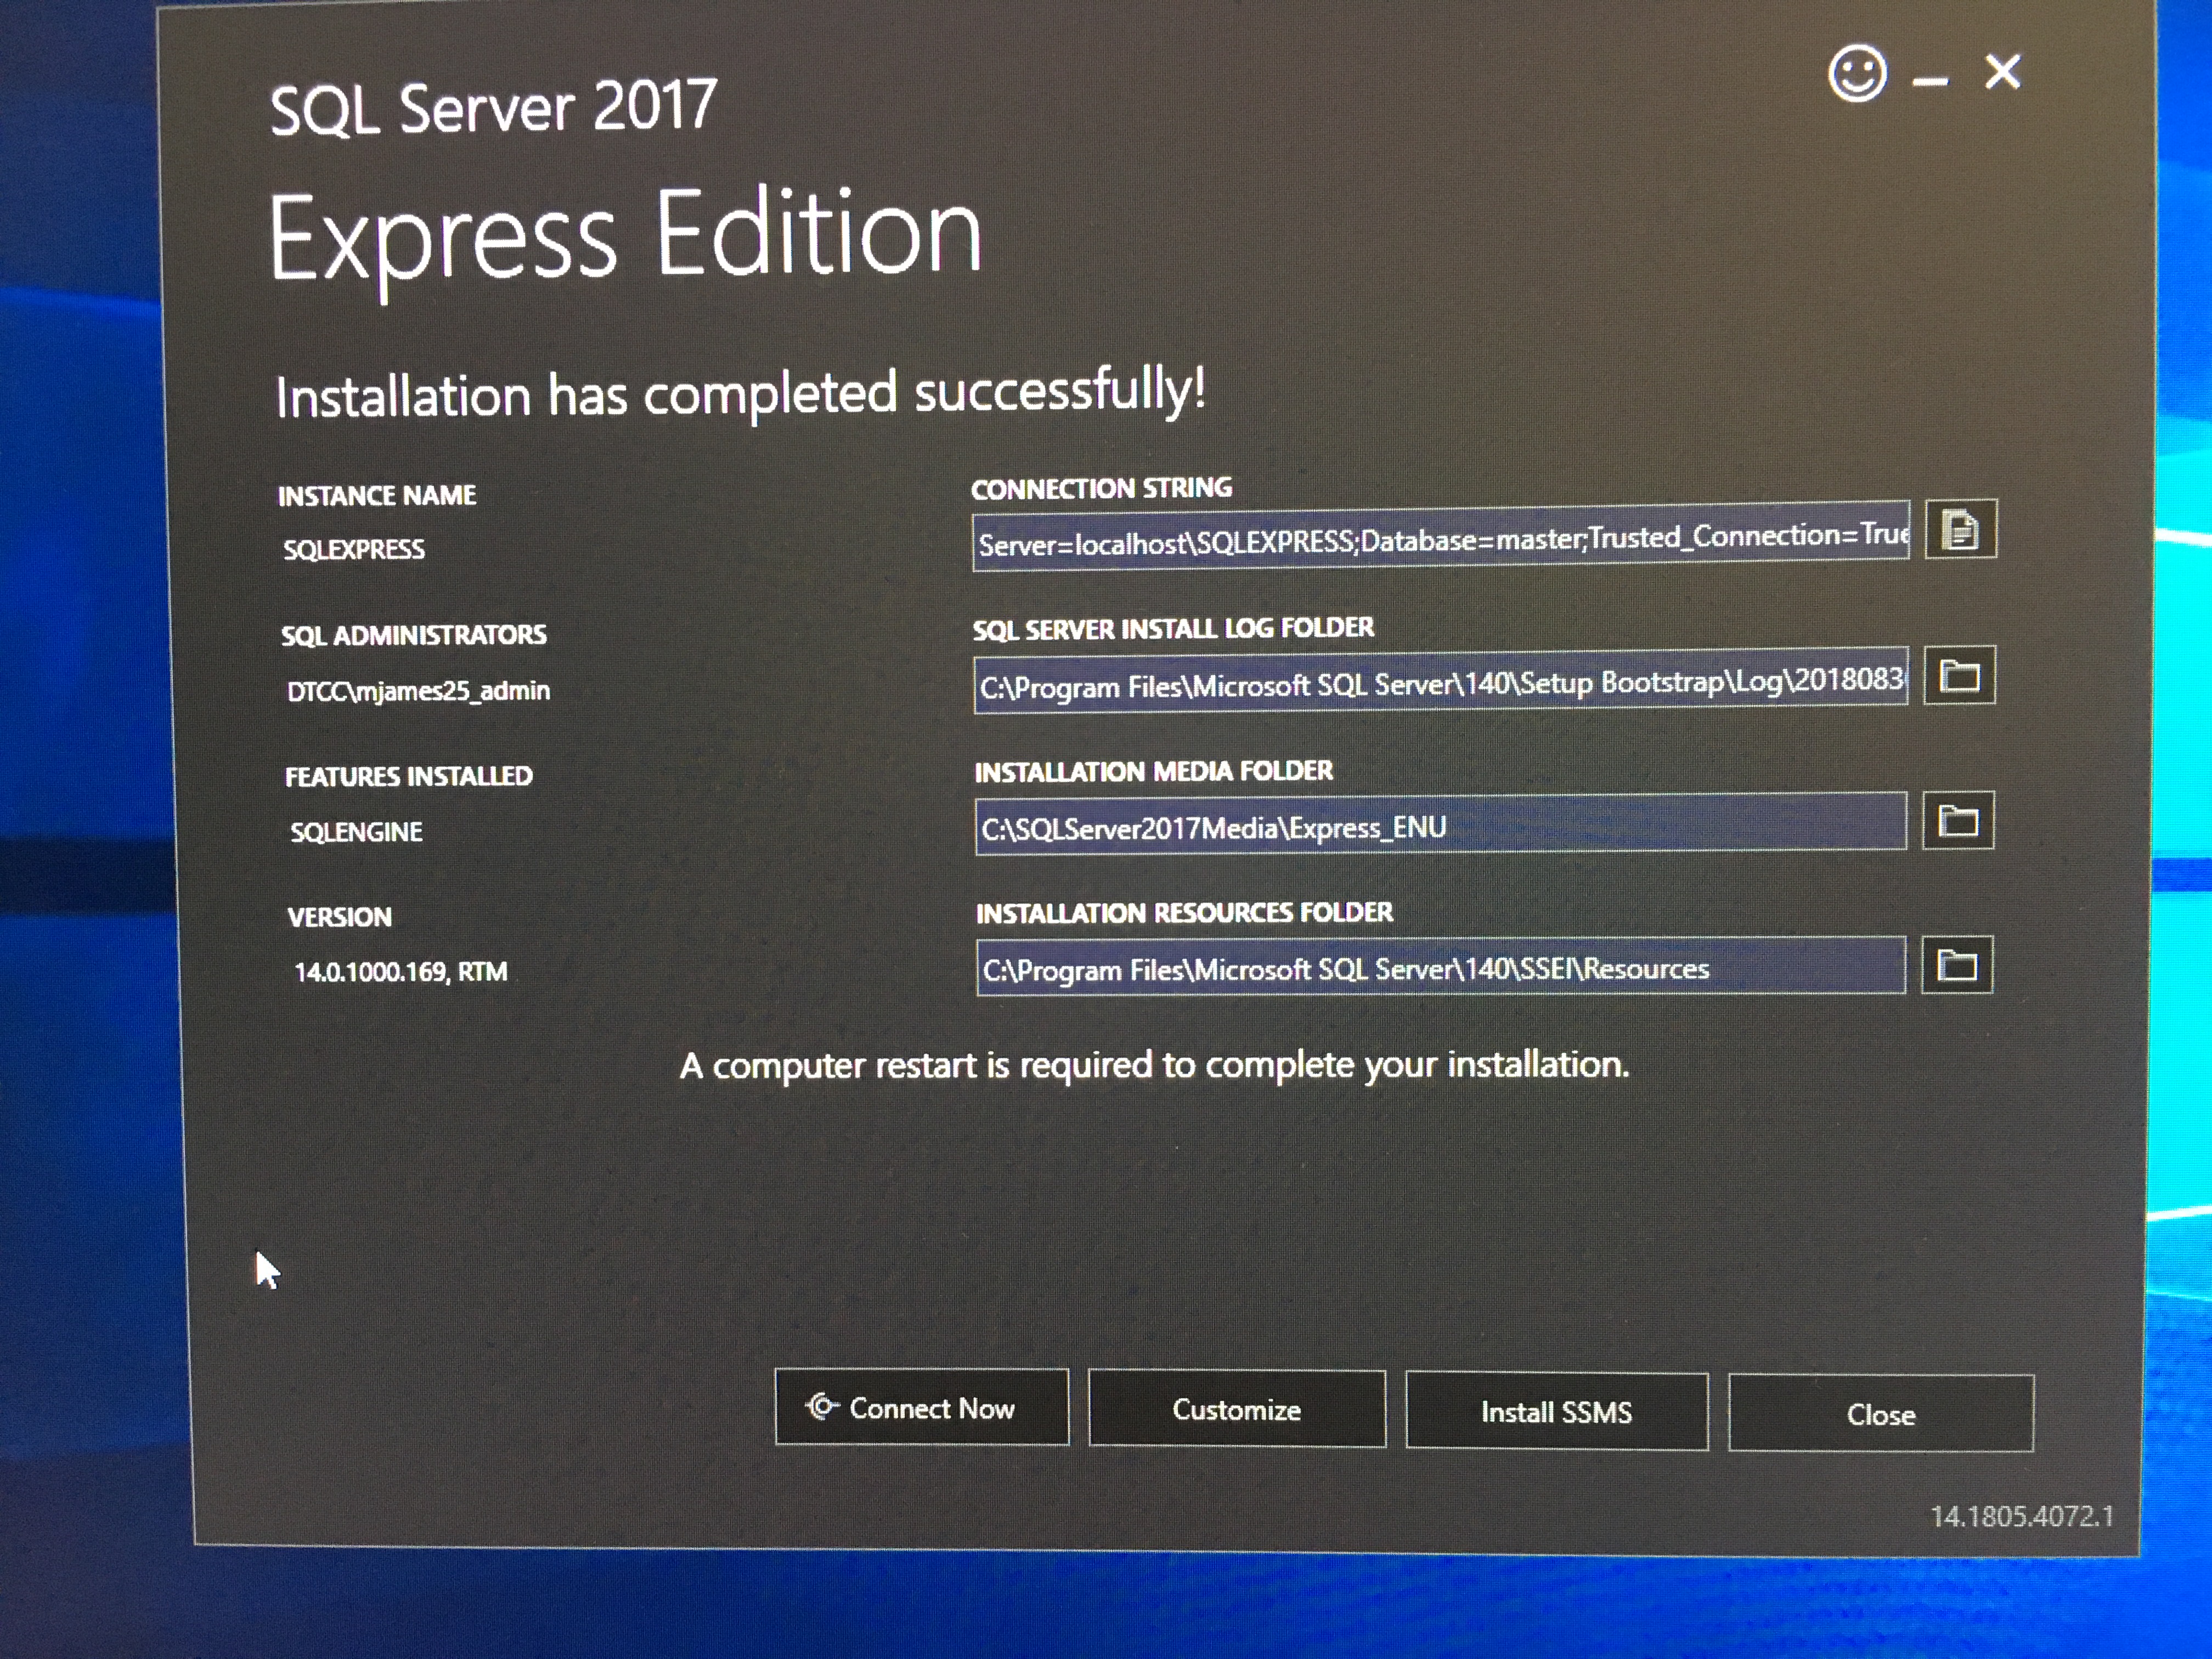 SQL Server 2017
Express Edition
Installation has completed successfully!
INSTANCE NAME
SQLEXPRESS
SQL ADMINISTRATORS
DTCC\mjames25_admin
FEATURES INSTALLED
SQLENGINE
VERSION
14.0.1000.169, RTM
CONNECTION STRING
Server=localhost\SQLEXPRESS;Database=master;Trusted_Connection=True
SQL SERVER INSTALL LOG FOLDER
C:\Program Files\Microsoft SQL Server\140\Setup Bootstrap\Log\2018083
INSTALLATION MEDIA FOLDER
C:\SQLServer2017Media\Express_ENU
INSTALLATION RESOURCES FOLDER
C:\Program Files\Microsoft SQL Server\140\SSEI\Resources
A computer restart is required to complete your installation.
Connect Now
Customize
Install SSMS
Close
14.1805.4072.1